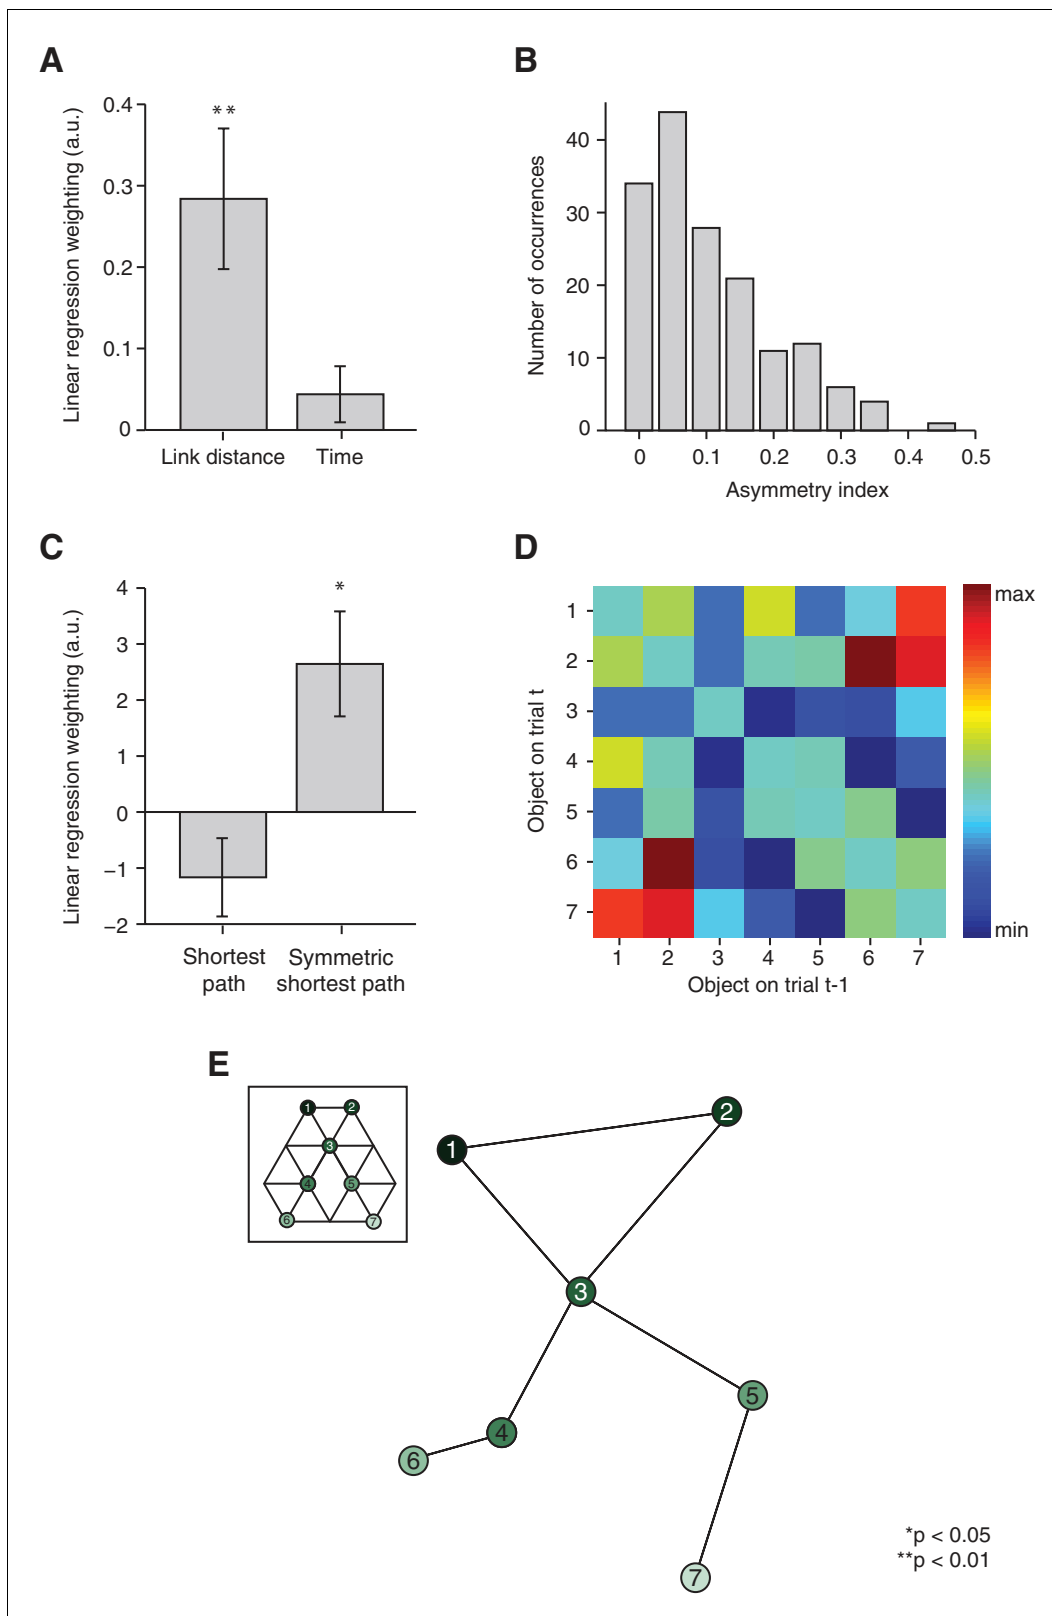 A
Linear regression weighting (a.u.)
0.4
0.3
0.2
0.1
0
**
Link distance
Time
B
Number of occurrences
40
30
20
10
0
0
0.1
0.2
0.3
0.4
0.5
Asymmetry index
C
Linear regression weighting (a.u.)
4
3
2
1
0
−1
−2
*
Shortest
path
Symmetric
shortest path
D
Object on trial t
1
2
3
4
5
6
7
1
2
3
4
5
6
7
Object on trial t-1
max
min
E
1
2
3
4
5
6
7
1
2
3
4
5
6
7
*p < 0.05
**p < 0.01